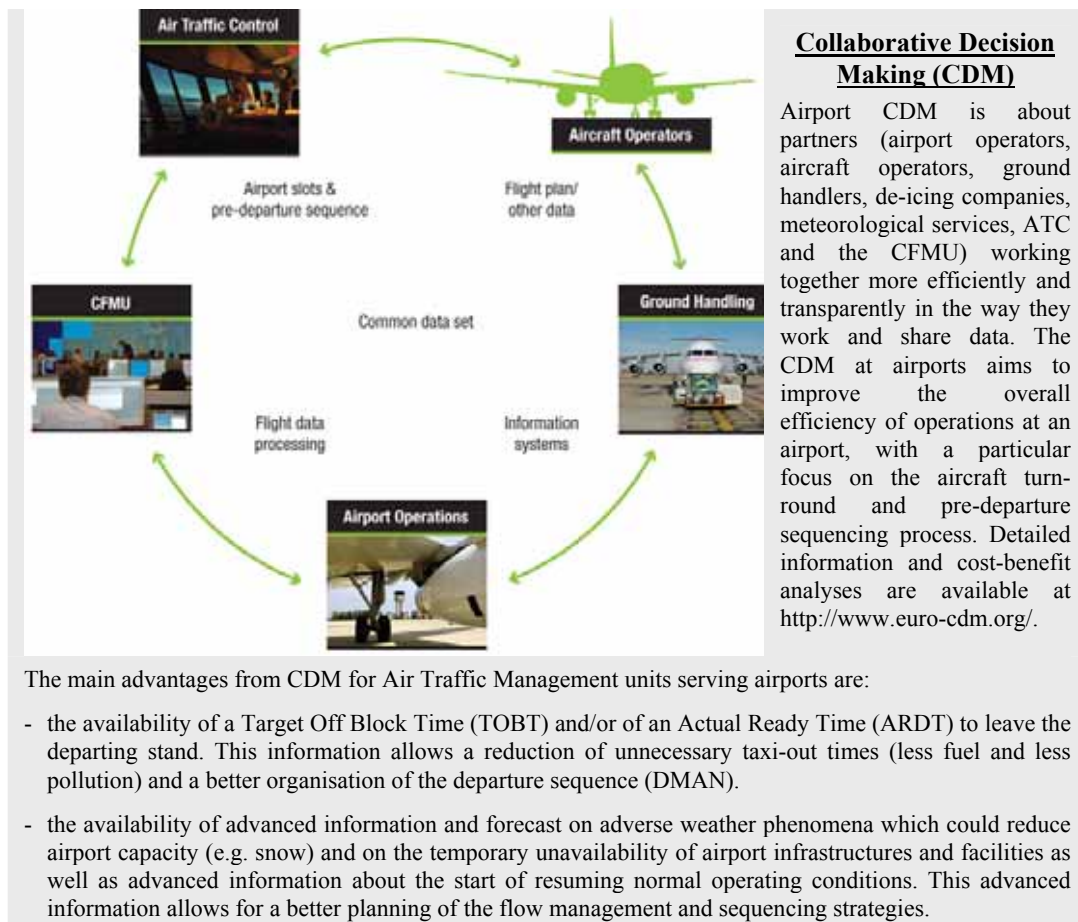 Air Traffic Control
Aircraft Operators
Airport slots &
pre-departure sequence
Flight plan/
other data
CFMU
Ground Handling
Common data set
Flight data
processing
Information
systems
Airport Operations
Collaborative Decision
Making (CDM)
Airport CDM is about
partners (airport operators,
aircraft operators, ground
handlers, de-icing companies,
meteorological services, ATC
and the CFMU) working
together more efficiently and
transparently in the way they
work and share data. The
CDM at airports aims to
improve the overall
efficiency of operations at an
airport, with a particular
focus on the aircraft turn-
round and pre-departure
sequencing process. Detailed
information and cost-benefit
analyses are available at
http://www.euro-cdm.org/.
The main advantages from CDM for Air Traffic Management units serving airports are:
- the availability of a Target Off Block Time (TOBT) and/or of an Actual Ready Time (ARDT) to leave the
departing stand. This information allows a reduction of unnecessary taxi-out times (less fuel and less
pollution) and a better organisation of the departure sequence (DMAN).
- the availability of advanced information and forecast on adverse weather phenomena which could reduce
airport capacity (e.g. snow) and on the temporary unavailability of airport infrastructures and facilities as
well as advanced information about the start of resuming normal operating conditions. This advanced
information allows for a better planning of the flow management and sequencing strategies.